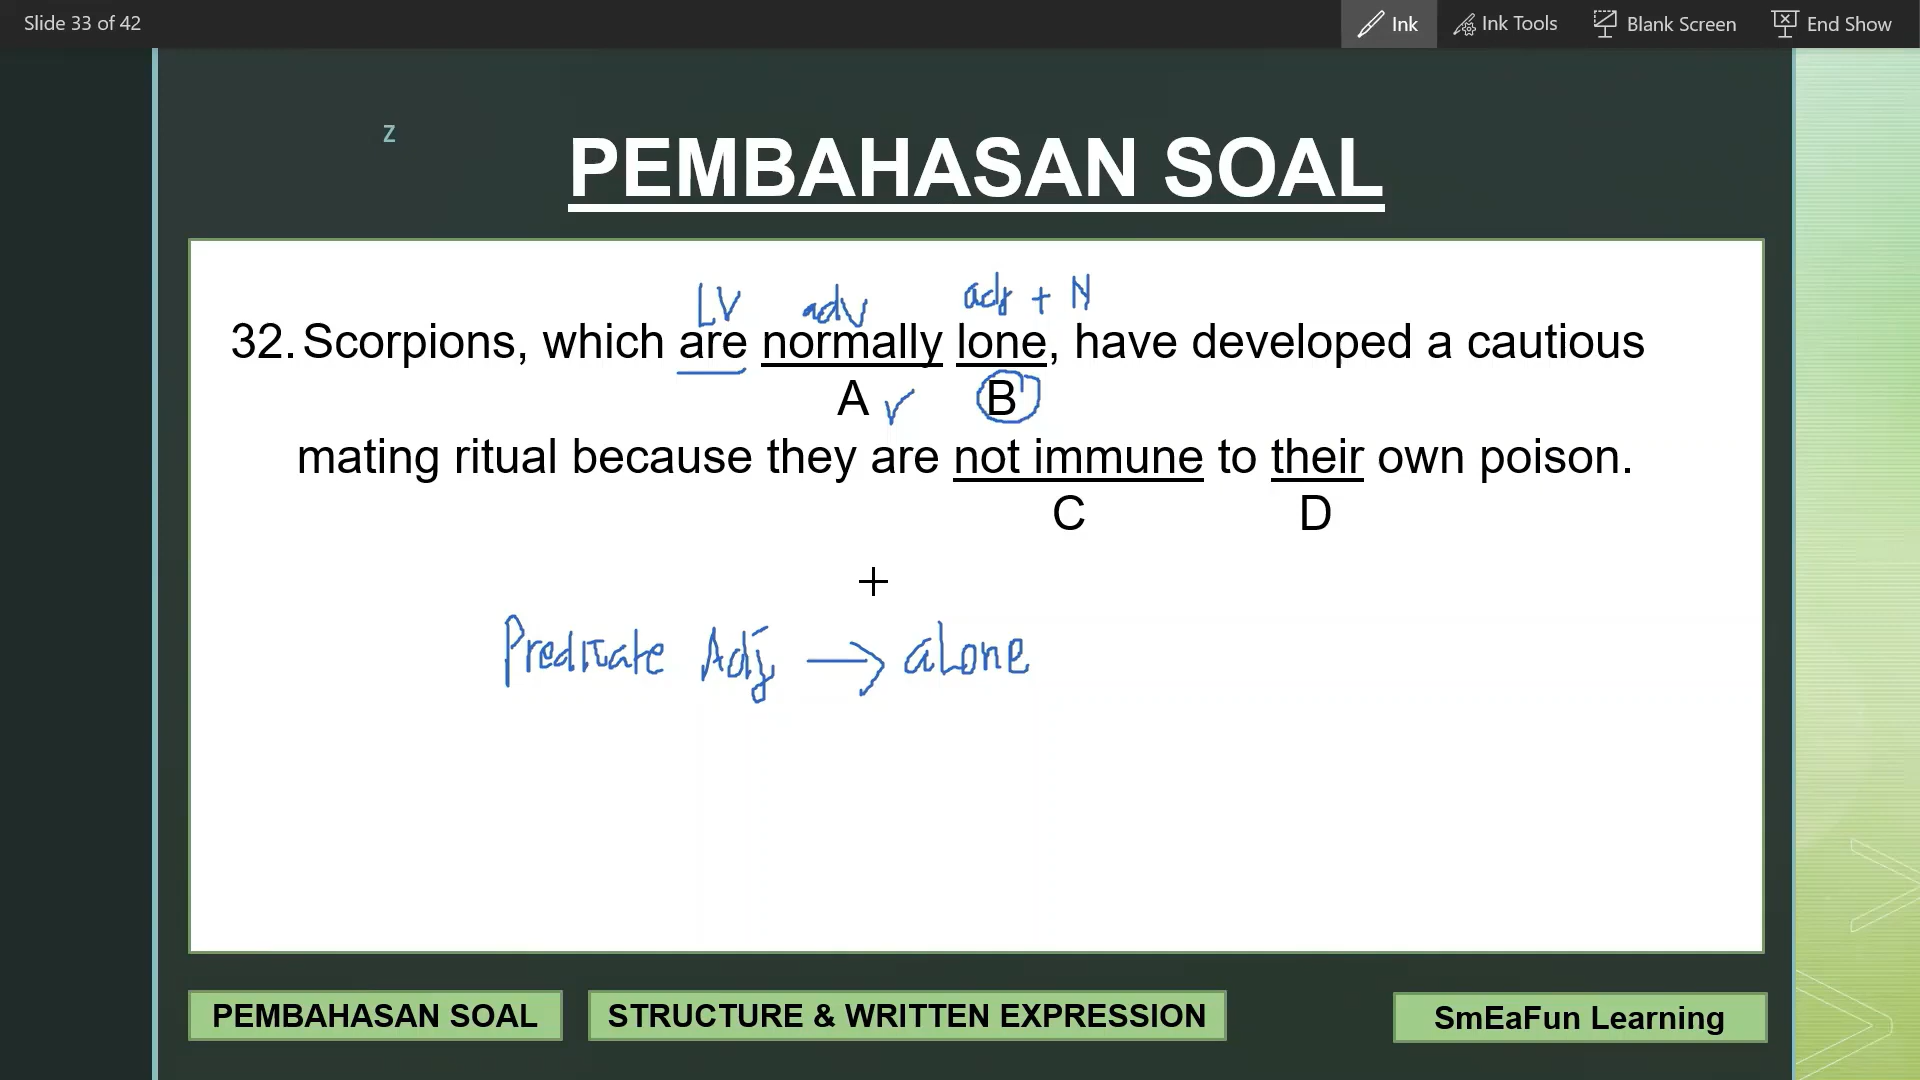 Slide 33 of 42
Ink
Ink Tools
Blank Screen
End Show
z
PEMBAHASAN SOAL
LV adv adj + N
32. Scorpions, which are normally lone, have developed a cautious
A B
mating ritual because they are not immune to their own poison.
C D
Predicate Adj → alone
PEMBAHASAN SOAL
STRUCTURE & WRITTEN EXPRESSION
SmEaFun Learning